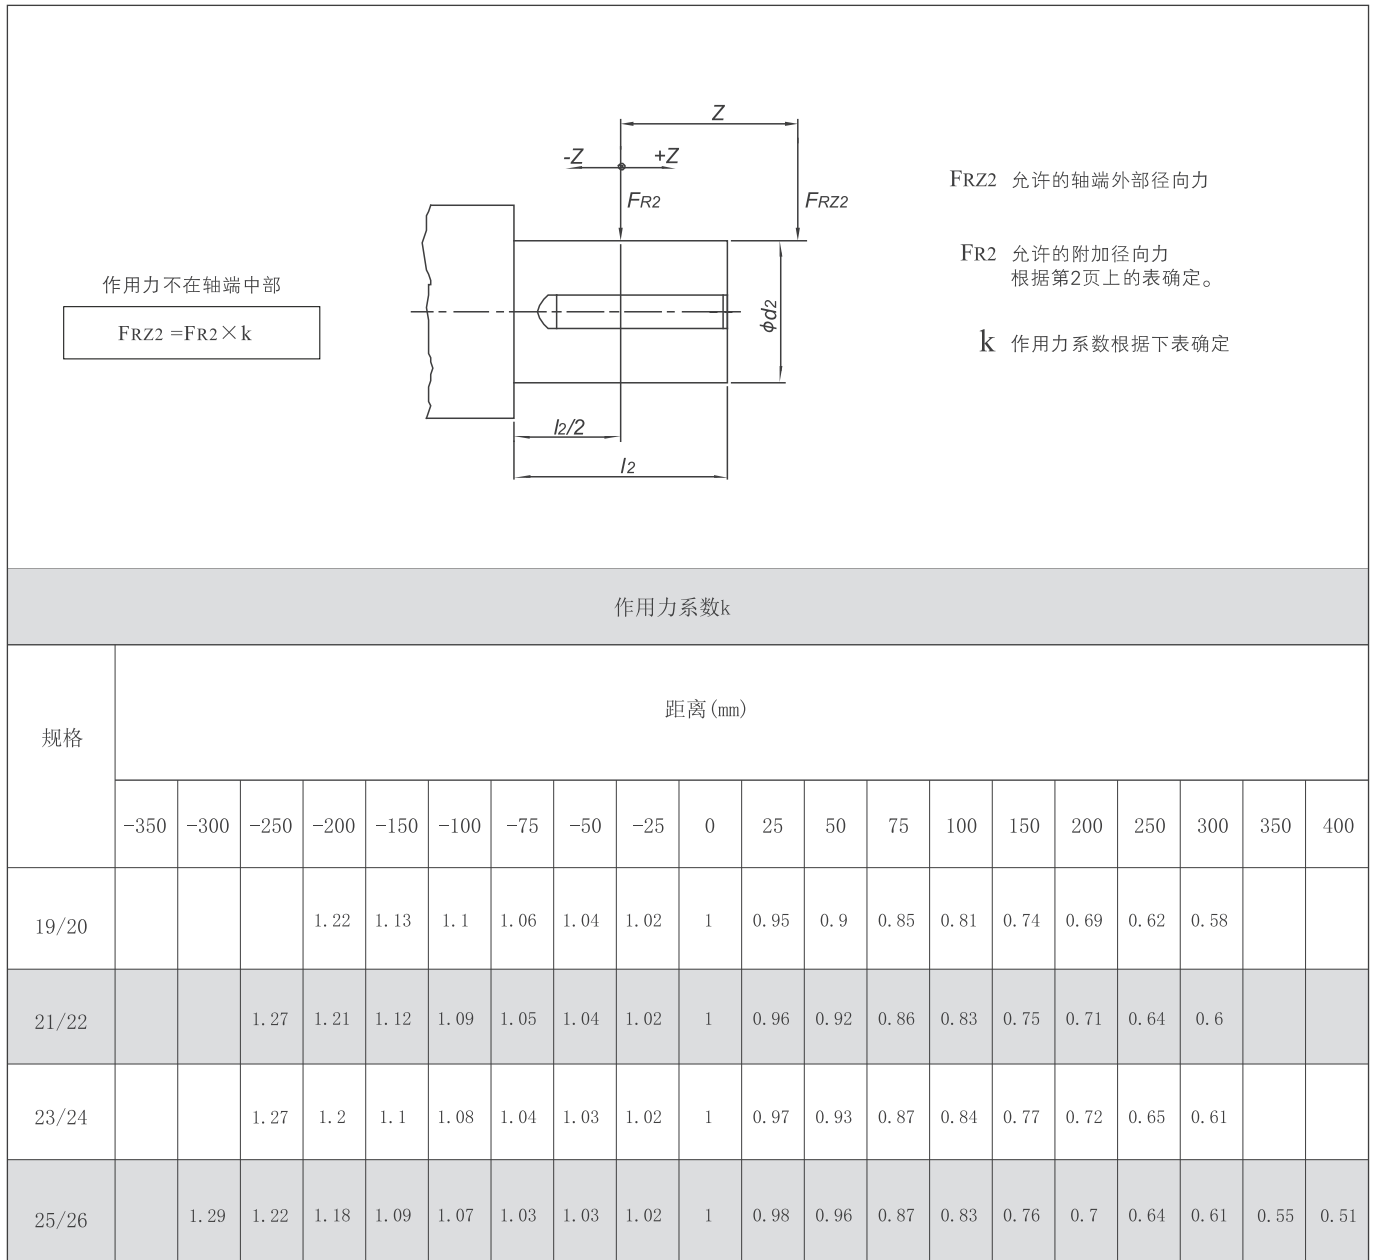 Z
-Z +Z
FR2 FRZ2
FRZ2 允许的轴端外部径向力
FR2 允许的附加径向力
根据第2页上的表确定。
作用力不在轴端中部
FRZ2 =FR2×k
ϕd2
k 作用力系数根据下表确定
l2/2
l2
作用力系数k
规格
距离(mm)
-350 -300 -250 -200 -150 -100 -75 -50 -25 0 25 50 75 100 150 200 250 300 350 400
19/20 1.22 1.13 1.1 1.06 1.04 1.02 1 0.95 0.9 0.85 0.81 0.74 0.69 0.62 0.58
21/22 1.27 1.21 1.12 1.09 1.05 1.04 1.02 1 0.96 0.92 0.86 0.83 0.75 0.71 0.64 0.6
23/24 1.27 1.2 1.1 1.08 1.04 1.03 1.02 1 0.97 0.93 0.87 0.84 0.77 0.72 0.65 0.61
25/26 1.29 1.22 1.18 1.09 1.07 1.03 1.03 1.02 1 0.98 0.96 0.87 0.83 0.76 0.7 0.64 0.61 0.55 0.51